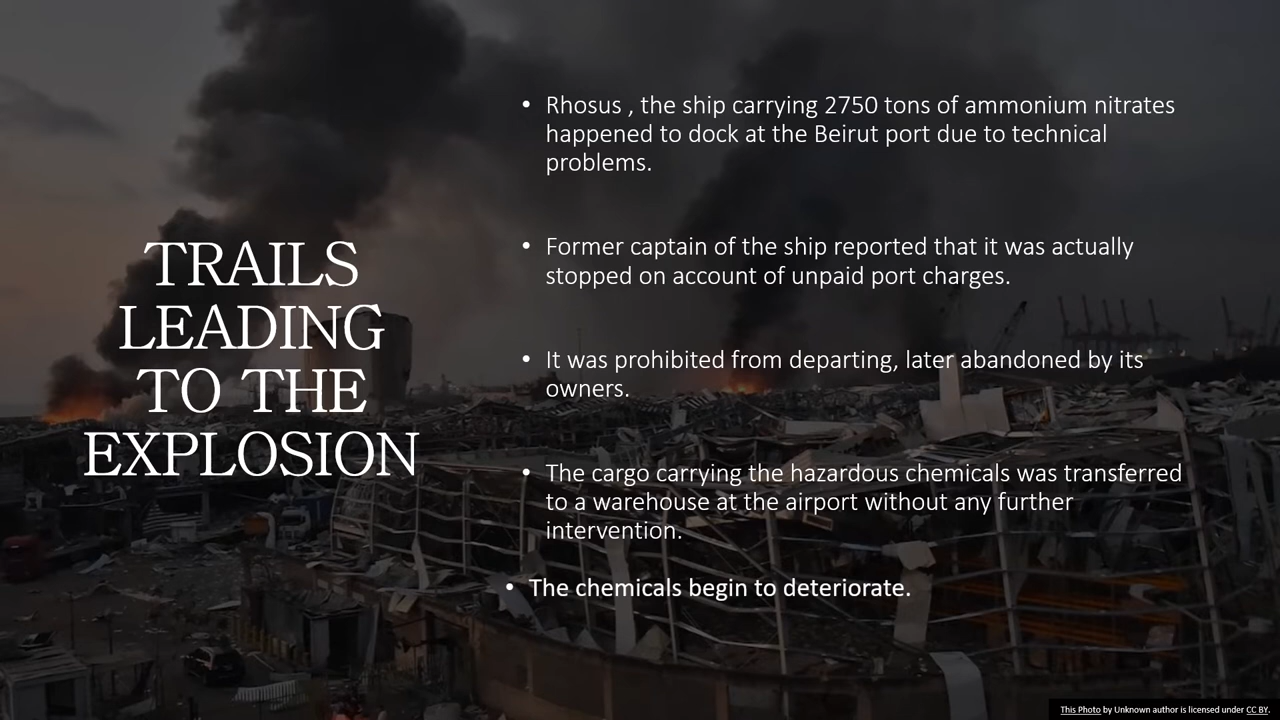 TRAILS
LEADING
TO THE
EXPLOSION
• Rhosus , the ship carrying 2750 tons of ammonium nitrates
happened to dock at the Beirut port due to technical
problems.
• Former captain of the ship reported that it was actually
stopped on account of unpaid port charges.
• It was prohibited from departing, later abandoned by its
owners.
• The cargo carrying the hazardous chemicals was transferred
to a warehouse at the airport without any further
intervention.
• The chemicals begin to deteriorate.
This Photo by Unknown author is licensed under CC BY.